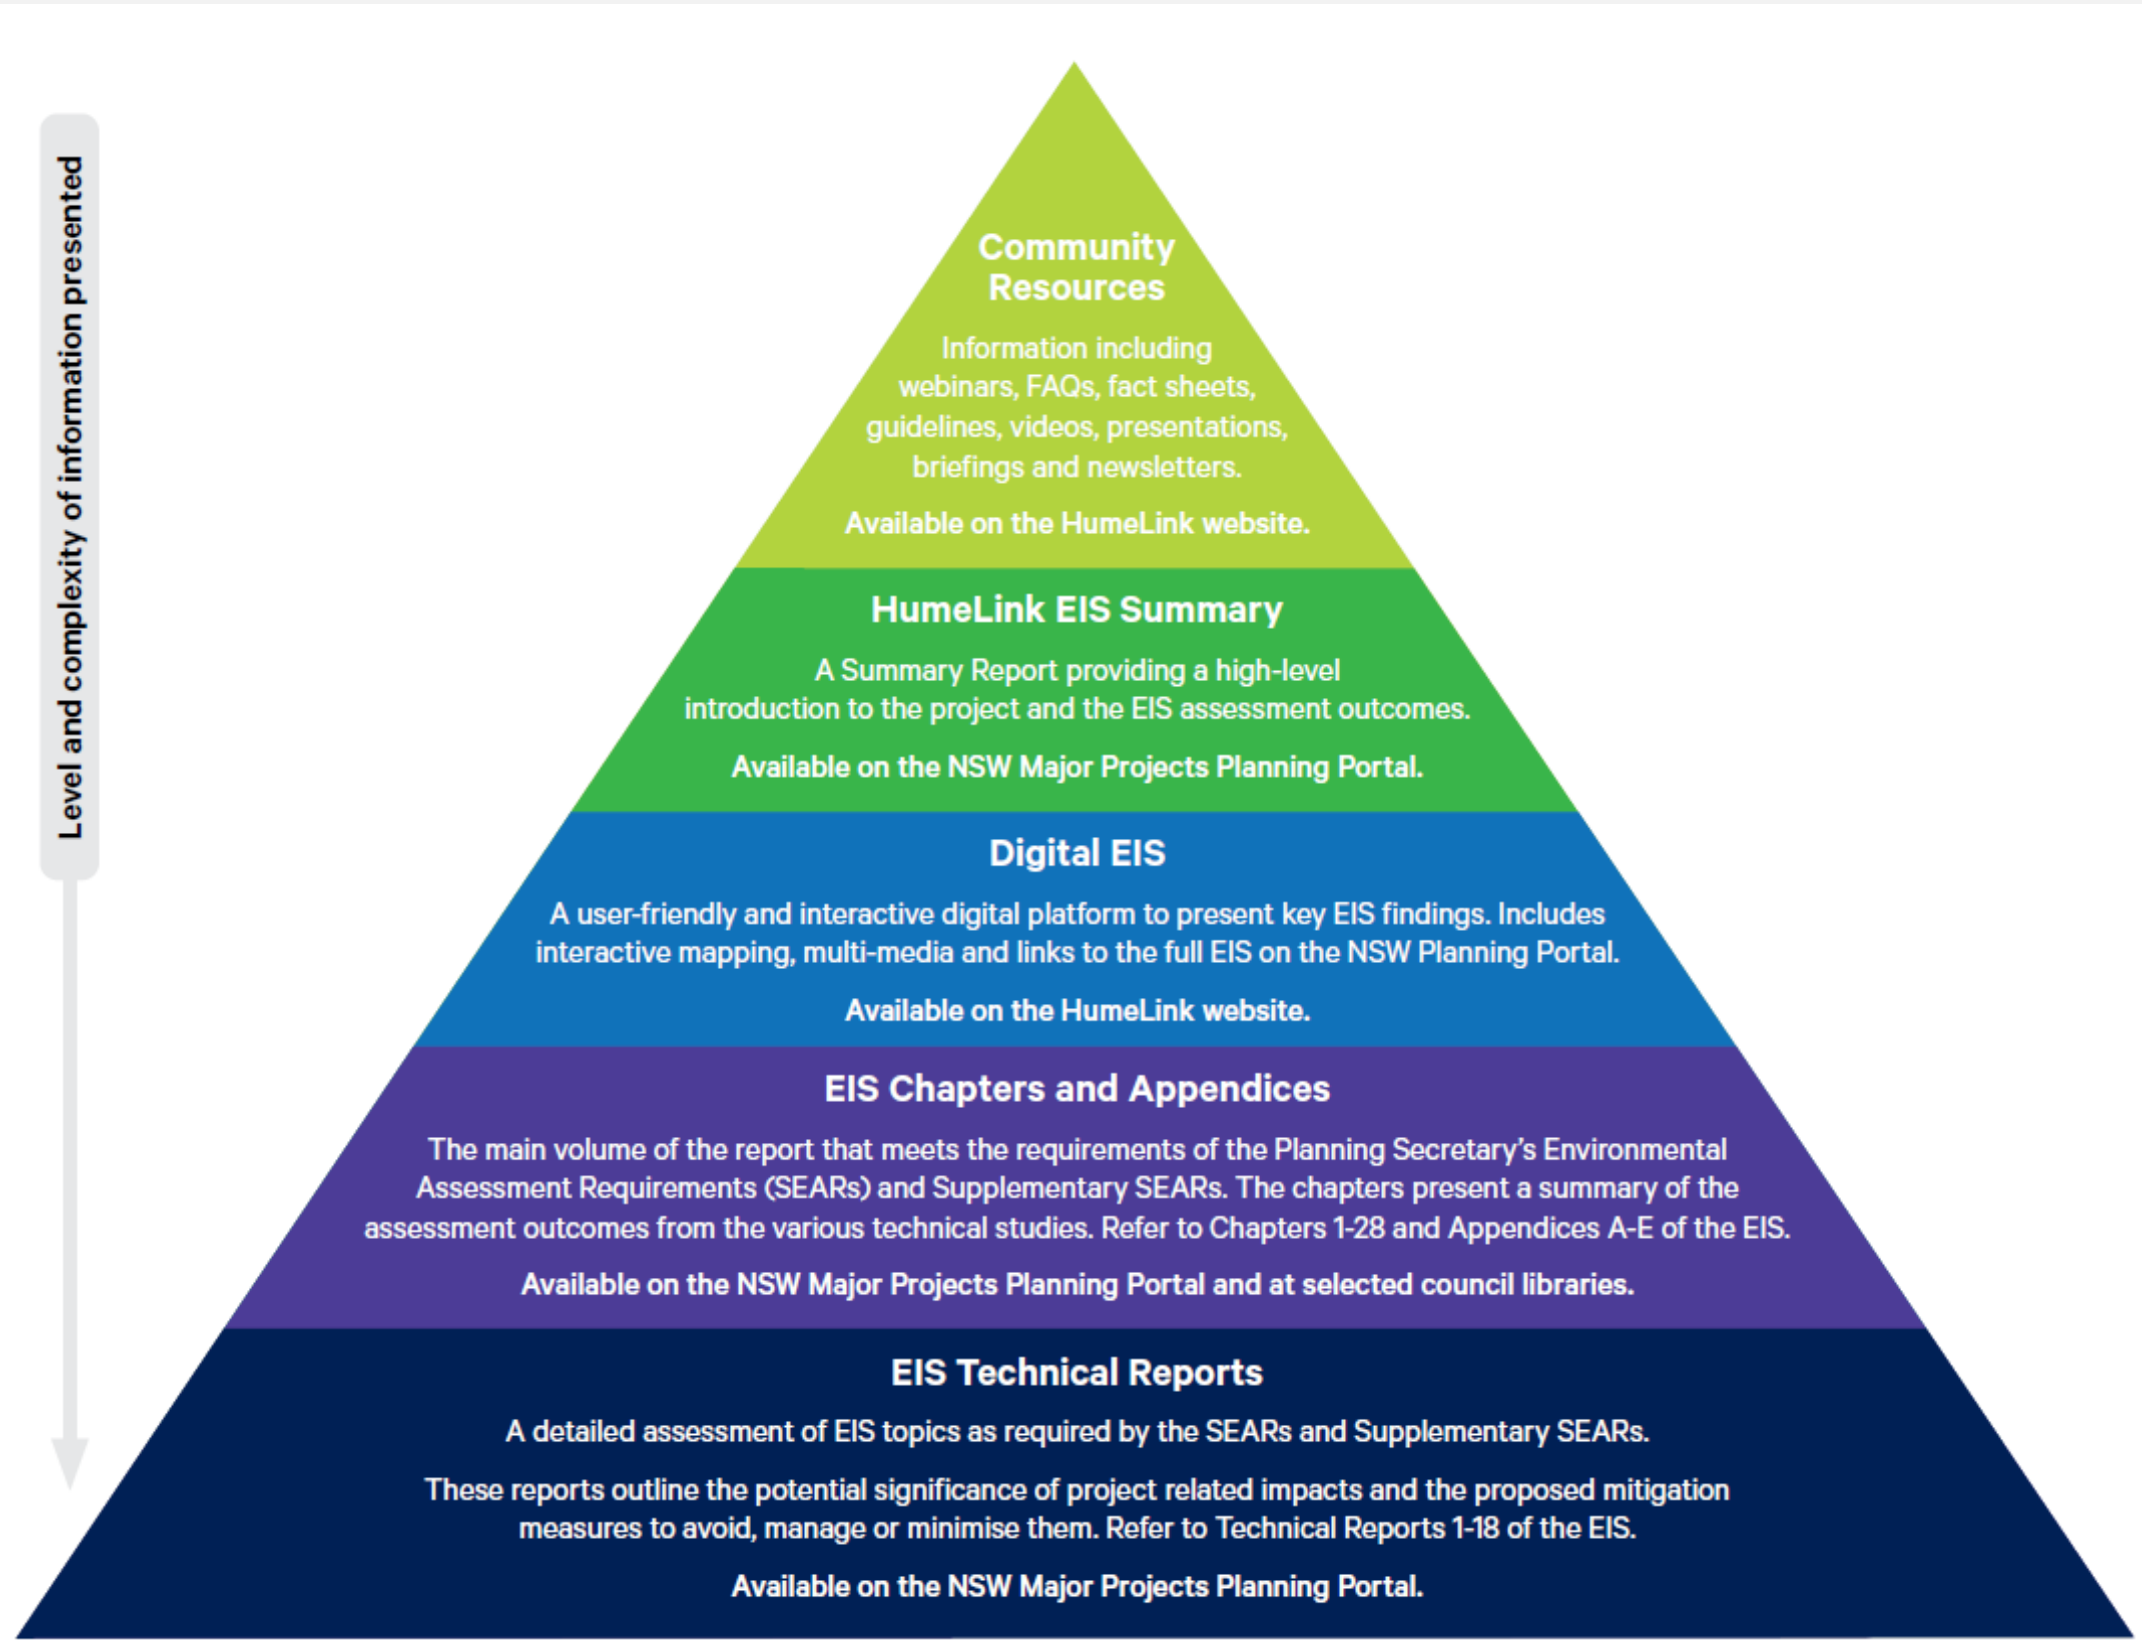 Level and complexity of information presented
Community
Resources
Information including
webinars, FAQs, fact sheets,
guidelines, videos, presentations,
briefings and newsletters.
Available on the HumeLink website.
HumeLink EIS Summary
A Summary Report providing a high-level
introduction to the project and the EIS assessment outcomes.
Available on the NSW Major Projects Planning Portal.
Digital EIS
A user-friendly and interactive digital platform to present key EIS findings. Includes
interactive mapping, multi-media and links to the full EIS on the NSW Planning Portal.
Available on the HumeLink website.
EIS Chapters and Appendices
The main volume of the report that meets the requirements of the Planning Secretary's Environmental
Assessment Requirements (SEARs) and Supplementary SEARs. The chapters present a summary of the
assessment outcomes from the various technical studies. Refer to Chapters 1-28 and Appendices A-E of the EIS.
Available on the NSW Major Projects Planning Portal and at selected council libraries.
EIS Technical Reports
A detailed assessment of EIS topics as required by the SEARs and Supplementary SEARs.
These reports outline the potential significance of project related impacts and the proposed mitigation
measures to avoid, manage or minimise them. Refer to Technical Reports 1-18 of the EIS.
Available on the NSW Major Projects Planning Portal.